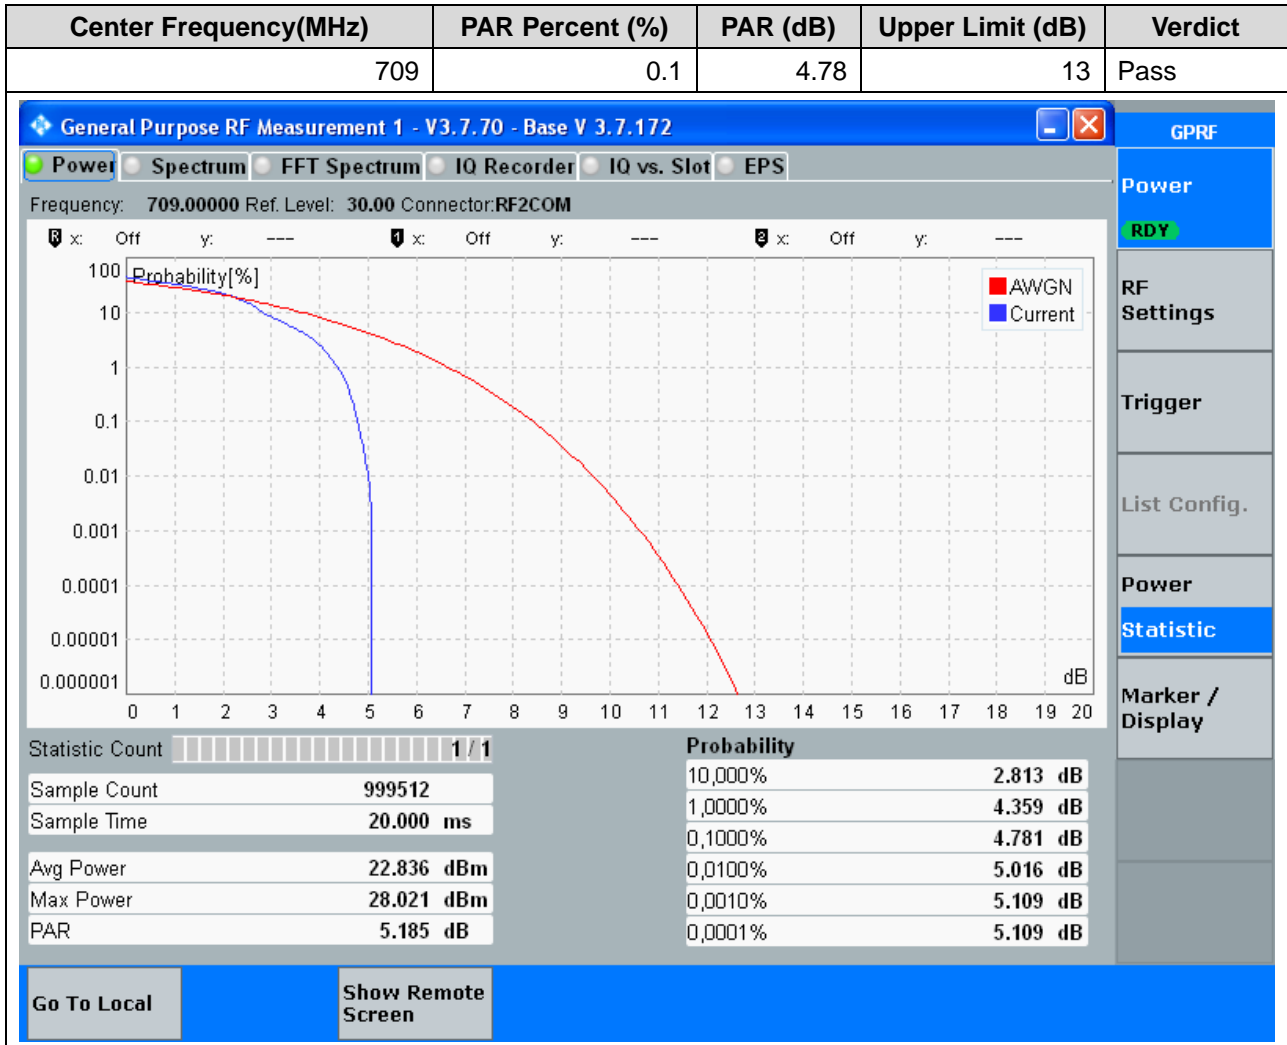 Center Frequency(MHz) PAR Percent (%) PAR (dB) Upper Limit (dB) Verdict
709 0.1 4.78 13 Pass
General Purpose RF Measurement 1 - V3.7.70 - Base V 3.7.172
GPRF
Power Spectrum FFT Spectrum IQ Recorder IQ vs. Slot EPS
Frequency: 709.00000 Ref. Level: 30.00 Connector:RF2COM
R x: Off y: --- 1 x: Off y: --- 2 x: Off y: ---
Probability[%]
100
10
1
0.1
0.01
0.001
0.0001
0.00001
0.000001
AWGN
Current
dB
0 1 2 3 4 5 6 7 8 9 10 11 12 13 14 15 16 17 18 19 20
Power
RDY
RF
Settings
Trigger
List Config.
Power
Statistic
Marker /
Display
Statistic Count 1 / 1
Sample Count 999512
Sample Time 20.000 ms
Avg Power 22.836 dBm
Max Power 28.021 dBm
PAR 5.185 dB
Probability
10,000% 2.813 dB
1,0000% 4.359 dB
0,1000% 4.781 dB
0,0100% 5.016 dB
0,0010% 5.109 dB
0,0001% 5.109 dB
Go To Local
Show Remote
Screen